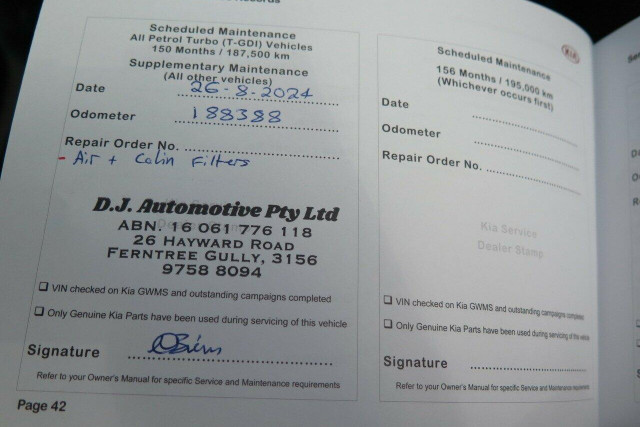 Records
Scheduled Maintenance
All Petrol Turbo (T-GDI) Vehicles
150 Months / 187,500 km
Supplementary Maintenance
(All other vehicles)
Date 26-8-2024
Odometer 188388
Repair Order No.
- Air + Cabin Filters
D.J. Automotive Pty Ltd
ABN. 16 061 776 118
26 Hayward Road
Ferntree Gully, 3156
9758 8094
VIN checked on Kia GWMS and outstanding campaigns completed
Only Genuine Kia Parts have been used during servicing of this vehicle
Signature
Refer to your Owner's Manual for specific Service and Maintenance requirements
Page 42
KIA
Scheduled Maintenance
156 Months / 195,000 km
(Whichever occurs first)
Date
Odometer
Repair Order No.
Kia Service
Dealer Stamp
VIN checked on Kia GWMS and outstanding campaigns completed
Only Genuine Kia Parts have been used during servicing of this vehicle
Signature
Refer to your Owner's Manual for specific Service and Maintenance requirements